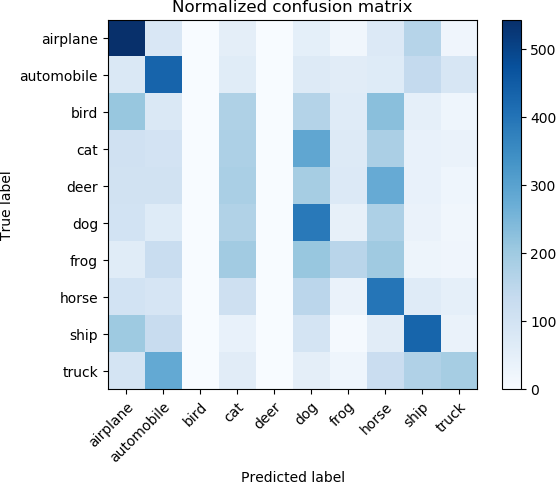 Normalized confusion matrix
airplane
automobile
bird
cat
deer
dog
frog
horse
ship
truck
True label
airplane
automobile
bird
cat
deer
dog
frog
horse
ship
truck
Predicted label
500
400
300
200
100
0